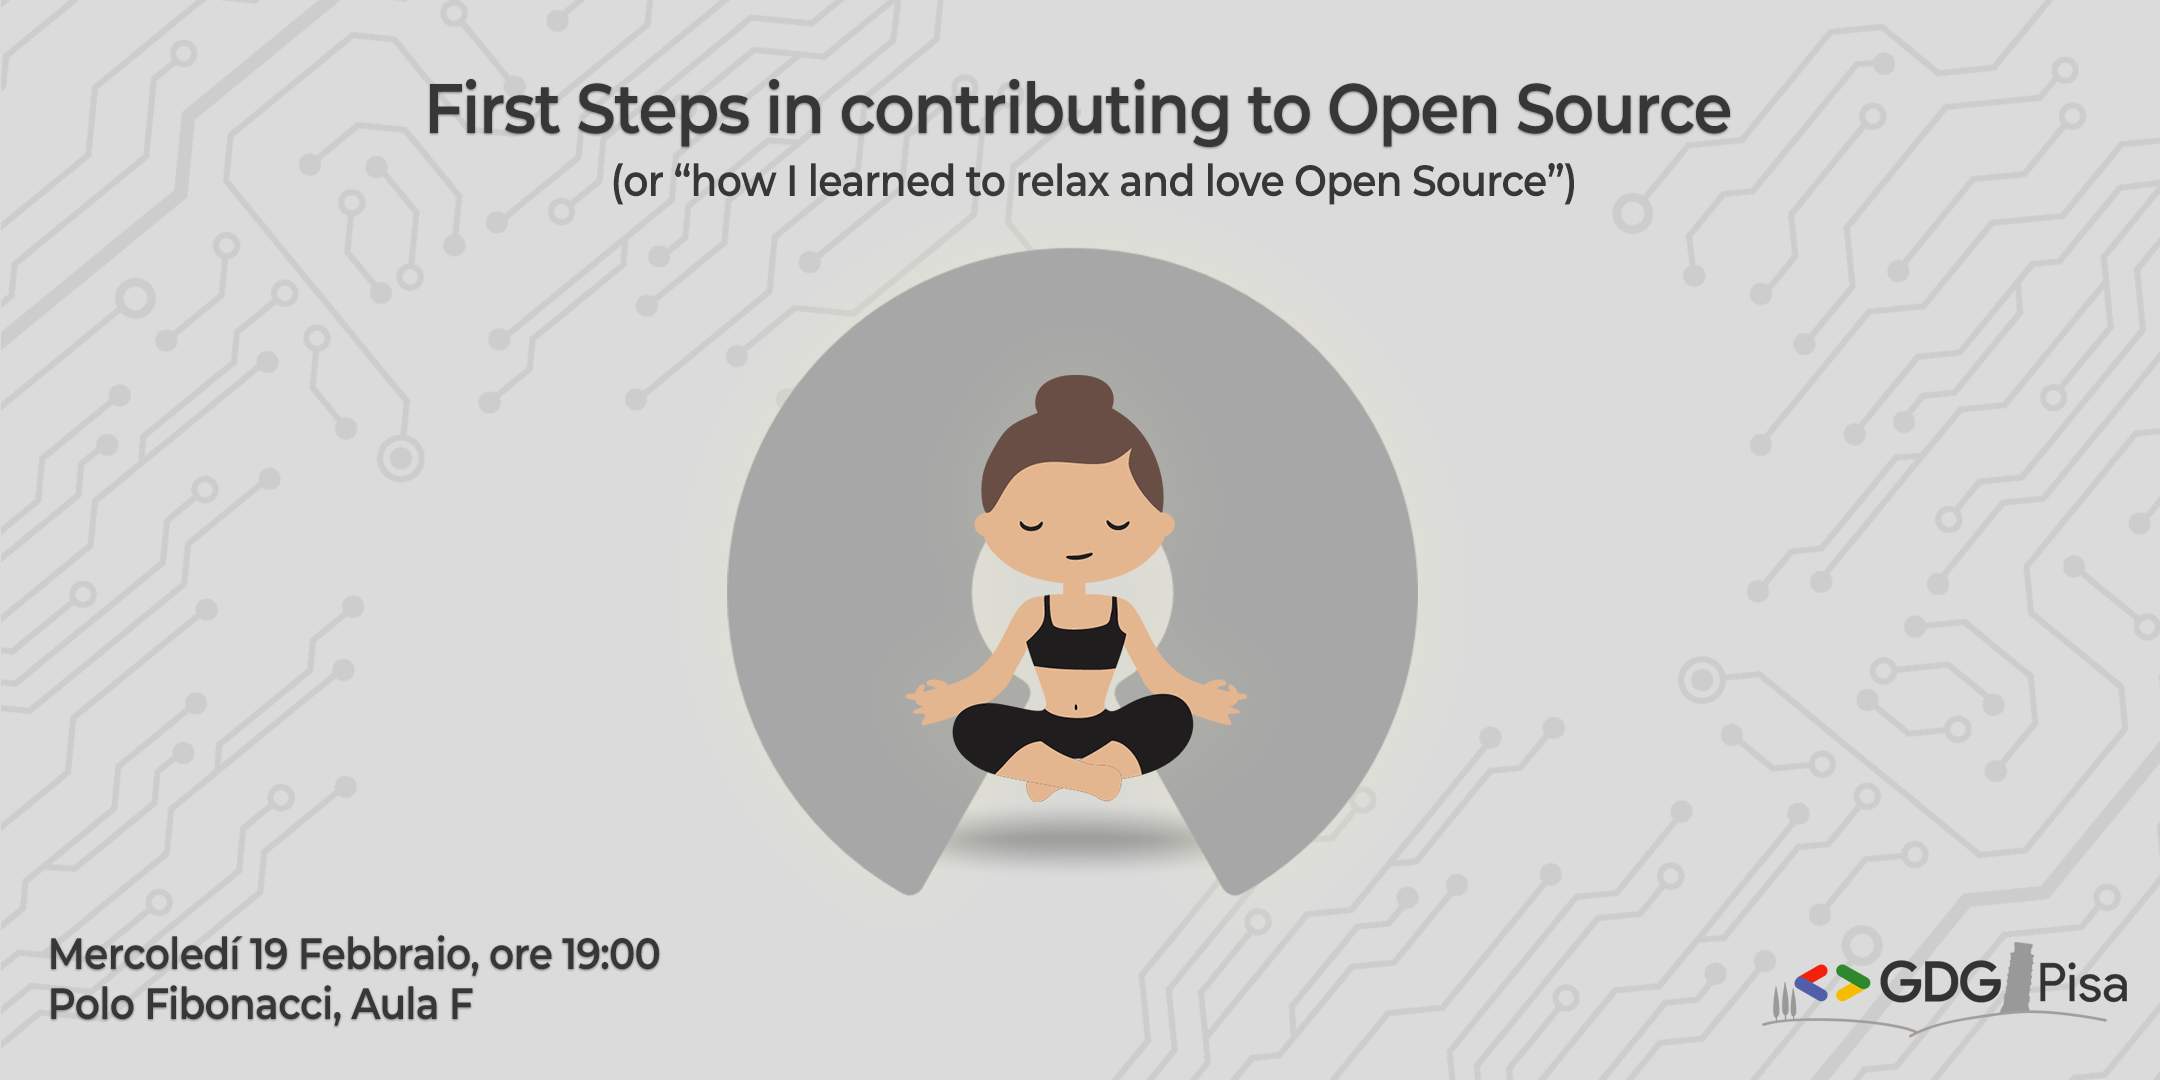 First Steps in contributing to Open Source
(or “how I learned to relax and love Open Source”)
Mercoledí 19 Febbraio, ore 19:00
Polo Fibonacci, Aula F
GDG Pisa